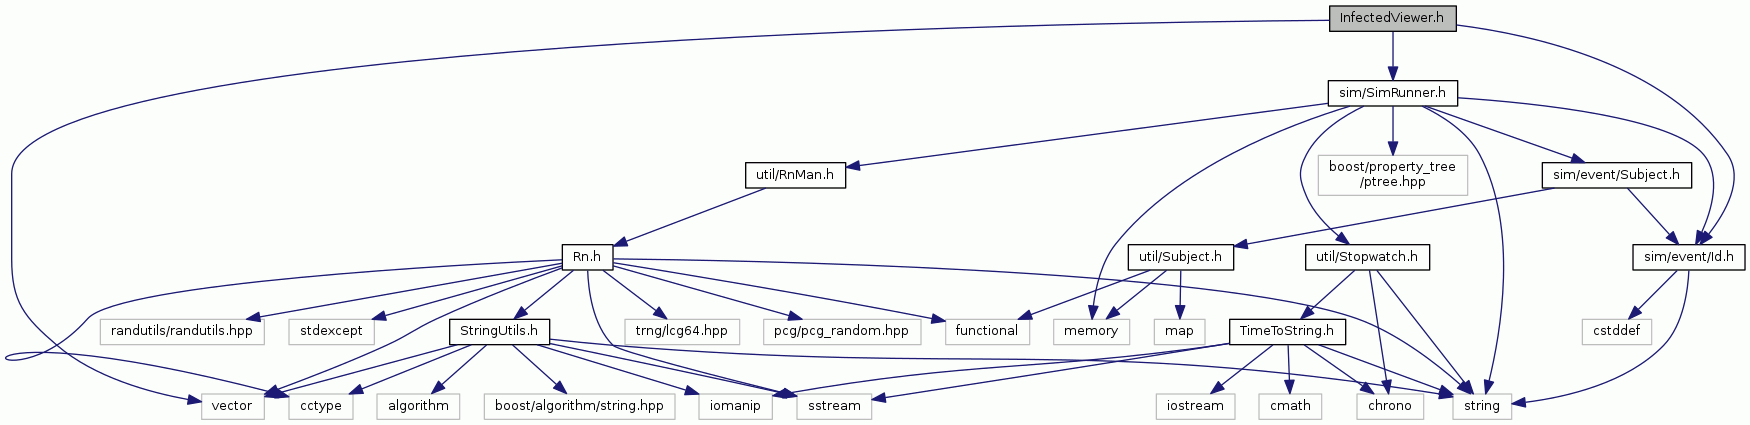 InfectedViewer.h
sim/SimRunner.h
boost/property_tree
/ptree.hpp
util/RnMan.h
sim/event/Subject.h
Rn.h
util/Subject.h
util/Stopwatch.h
sim/event/Id.h
randutils/randutils.hpp
stdexcept
StringUtils.h
trng/lcg64.hpp
pcg/pcg_random.hpp
functional
memory
map
TimeToString.h
cstddef
vector
cctype
algorithm
boost/algorithm/string.hpp
iomanip
sstream
iostream
cmath
chrono
string